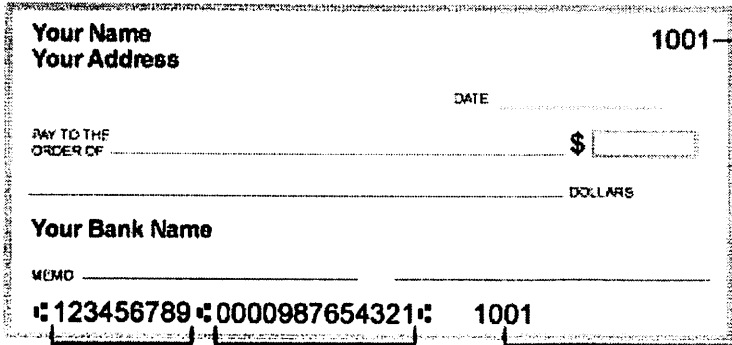 Your Name 1001
Your Address
DATE
PAY TO THE
ORDER OF $
DOLLARS
Your Bank Name
MEMO
⑆123456789⑆0000987654321⑆ 1001